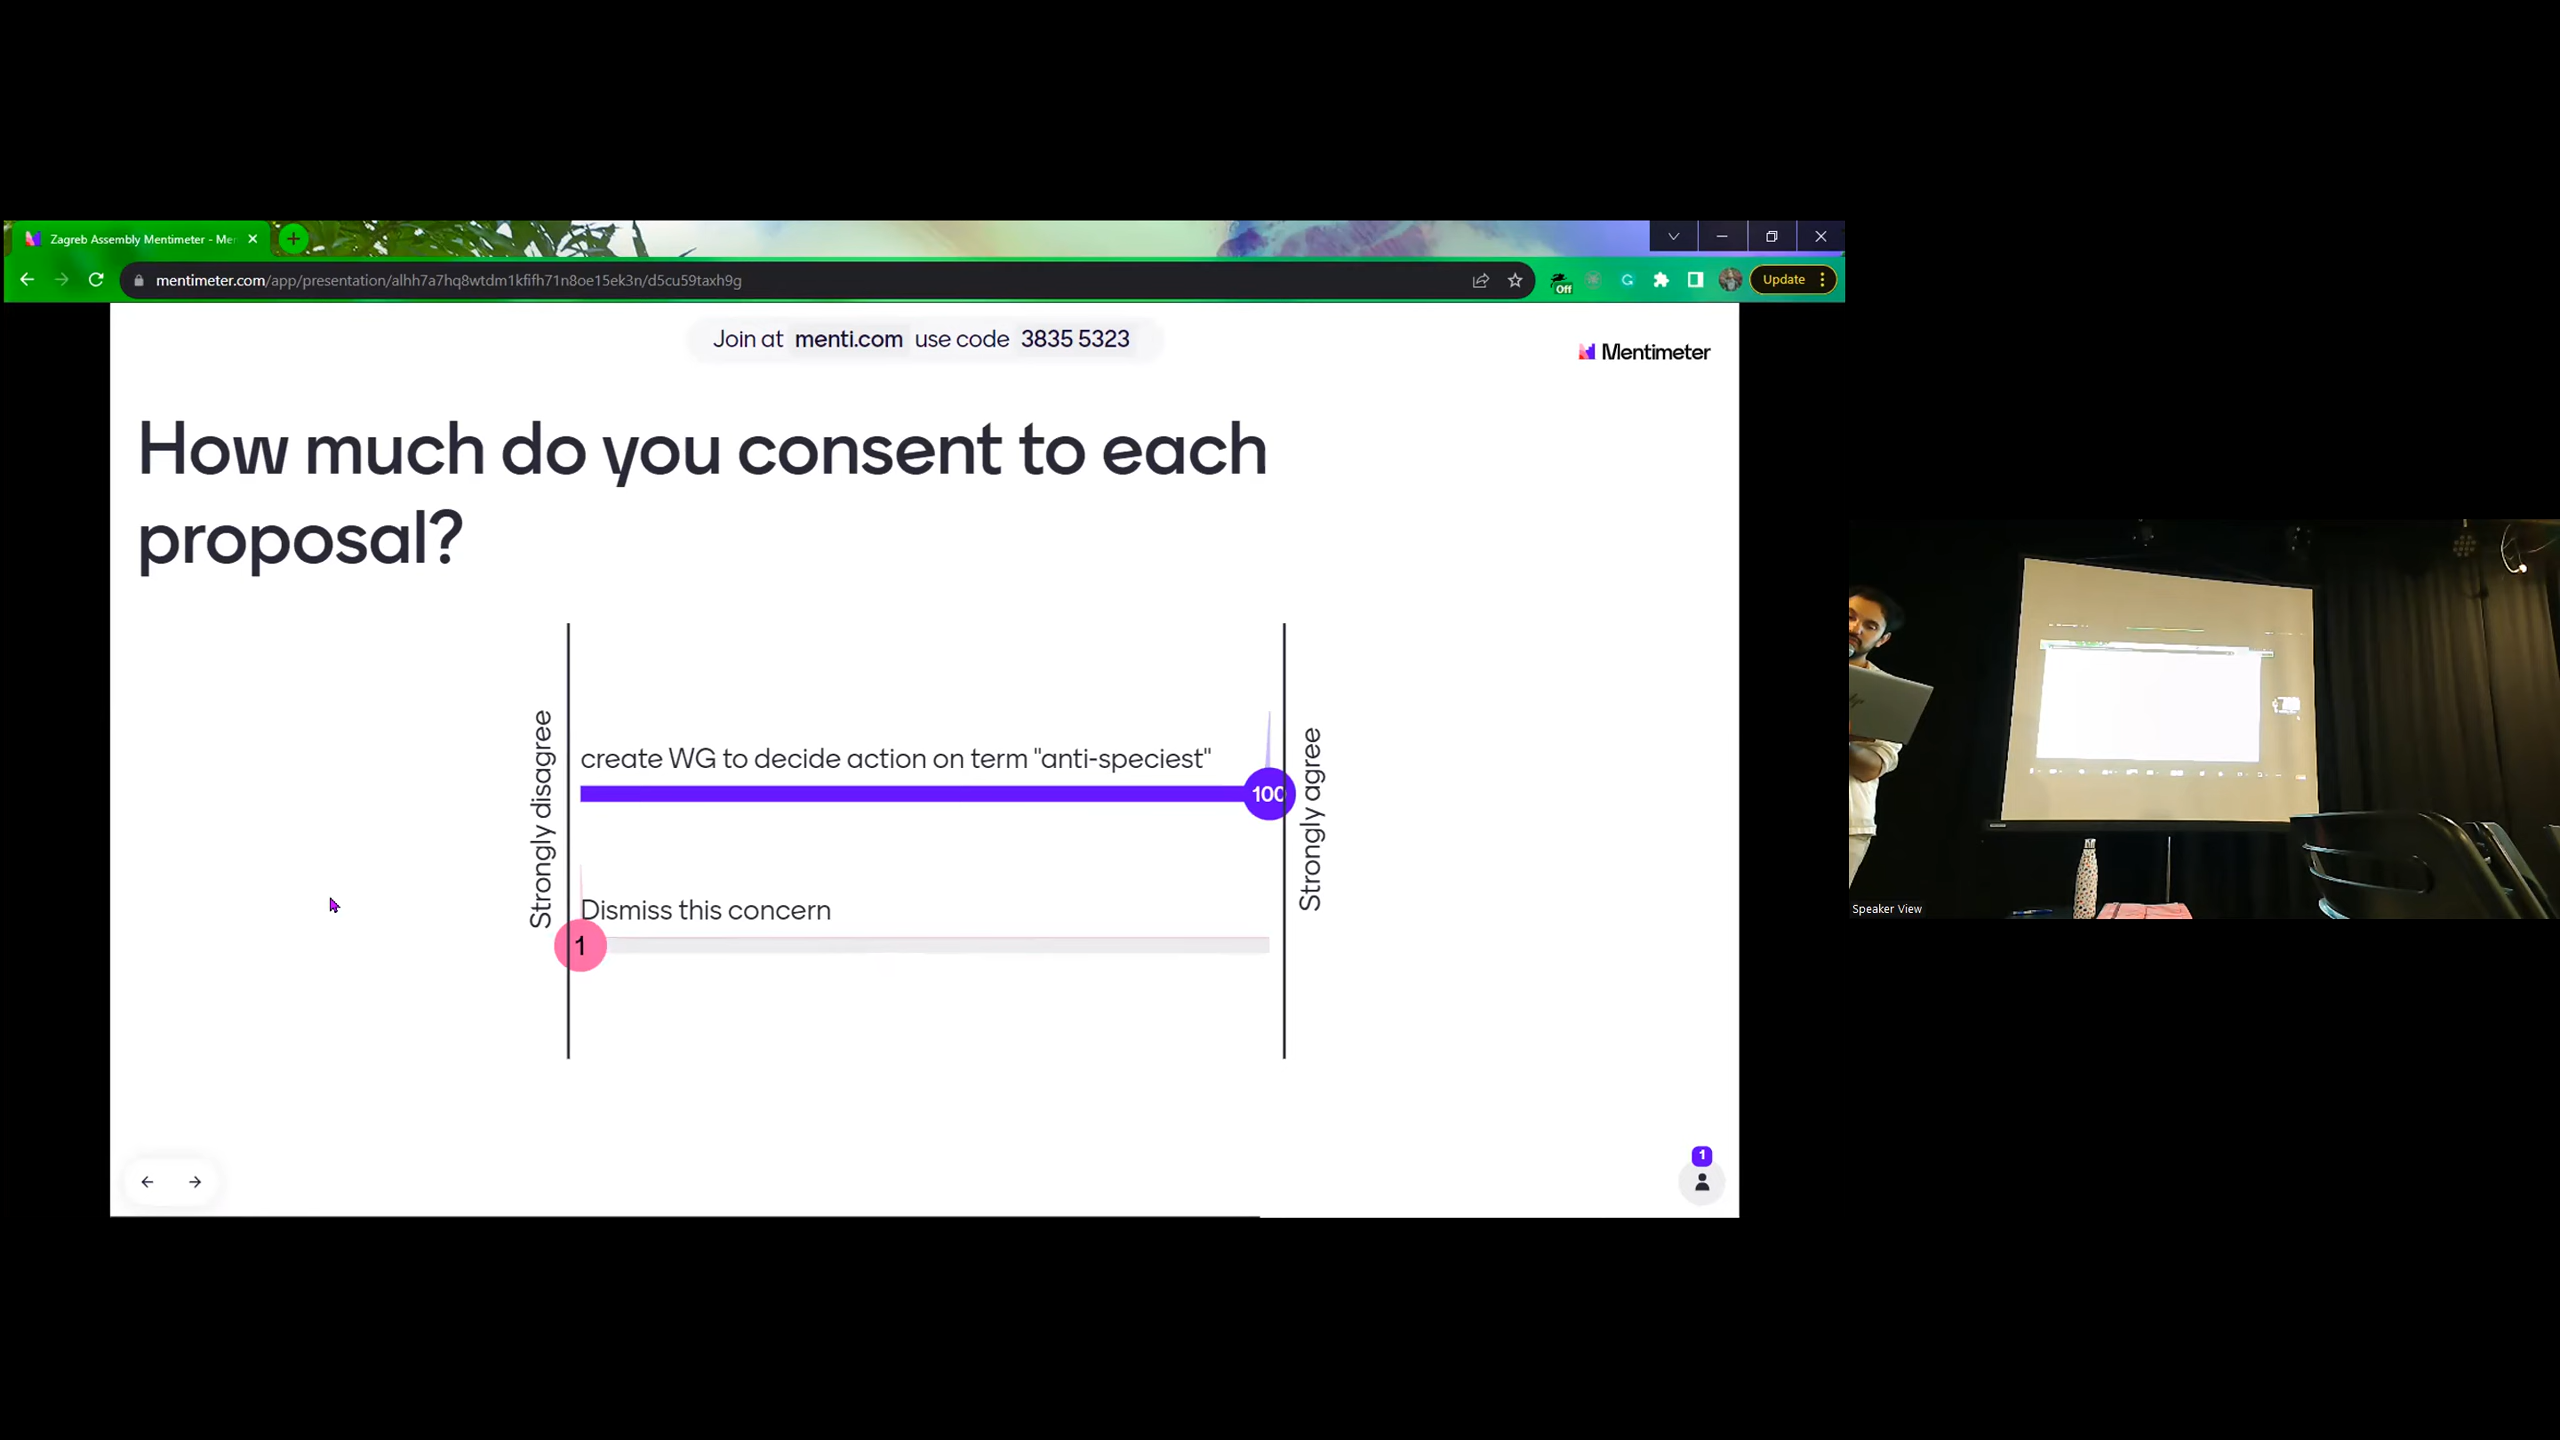 Zagreb Assembly Mentimeter - Me
mentimeter.com/app/presentation/alhh7a7hq8wtdm1kfifh71n8oe15ek3n/d5cu59taxh9g
Off
Update
Join at menti.com use code 3835 5323
Mentimeter
How much do you consent to each
proposal?
Strongly disagree
create WG to decide action on term "anti-speciest"
100
Strongly agree
Dismiss this concern
1
1
Speaker View